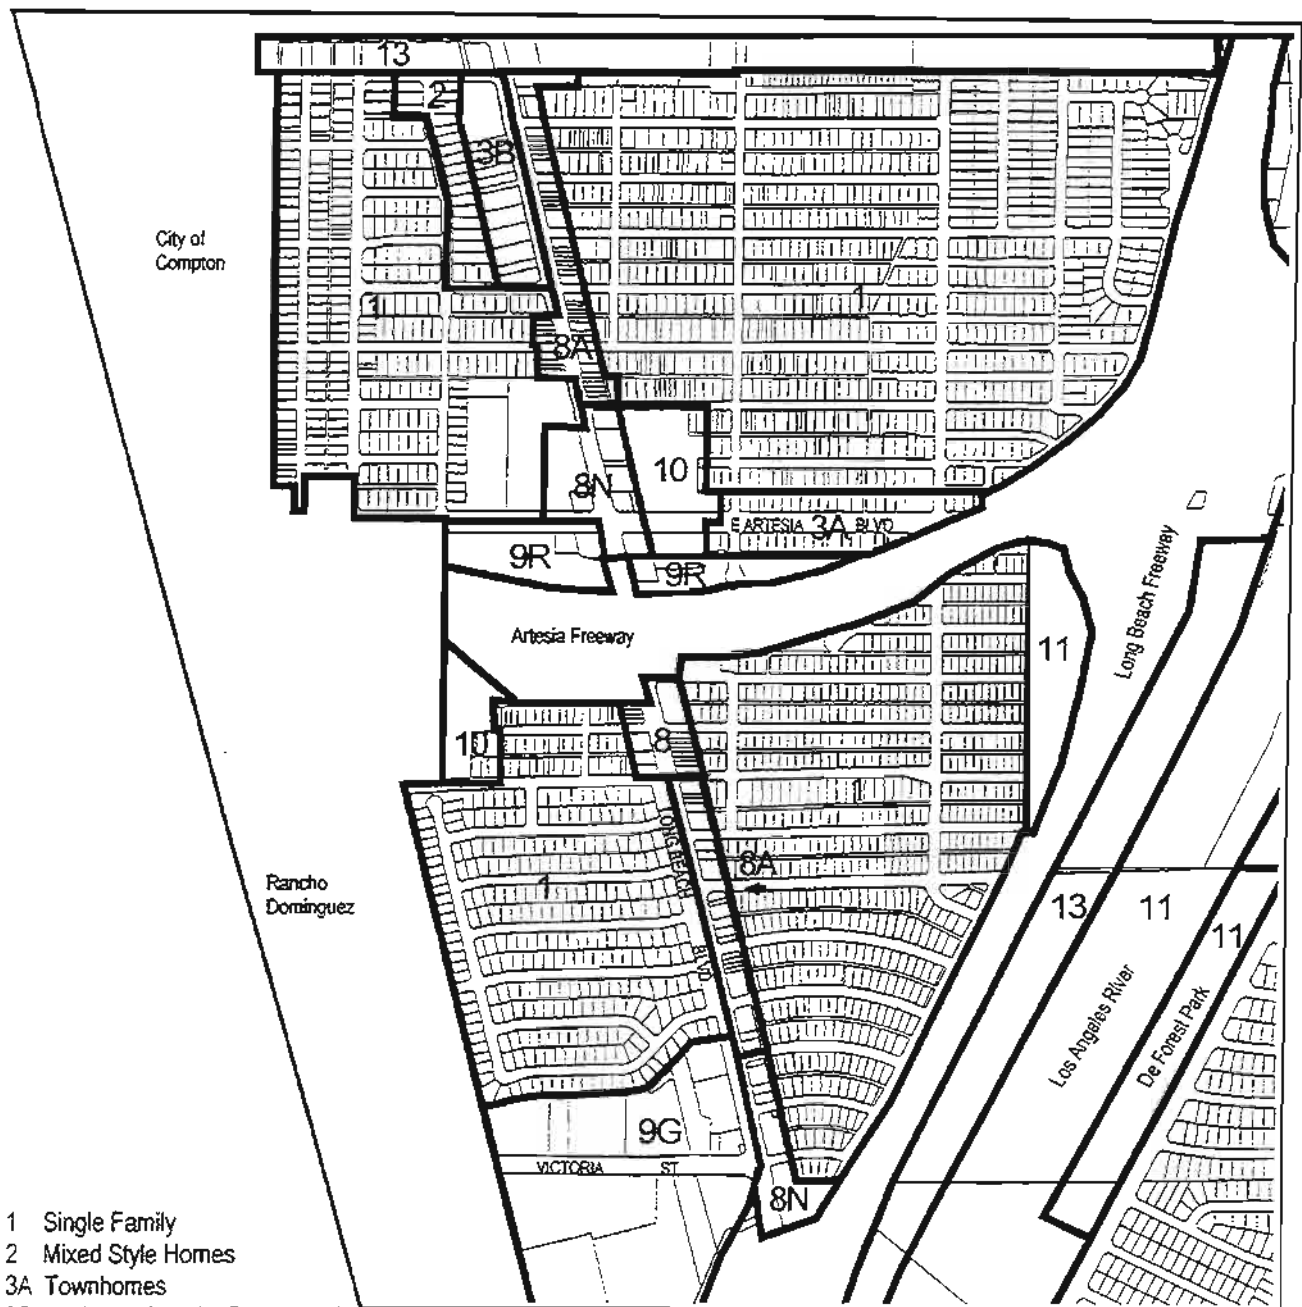 13
2
3B
City of
Compton
1
1
8A
10
8N
E ARTESIA 3A BLVD
9R
9R
Artesia Freeway
Long Beach Freeway
11
10
8
1
LONG BEACH
BLVD
8A
1
Rancho
Dominguez
13
11
11
Los Angeles River
De Forest Park
9G
VICTORIA ST
8N
1 Single Family
2 Mixed Style Homes
3A Townhomes